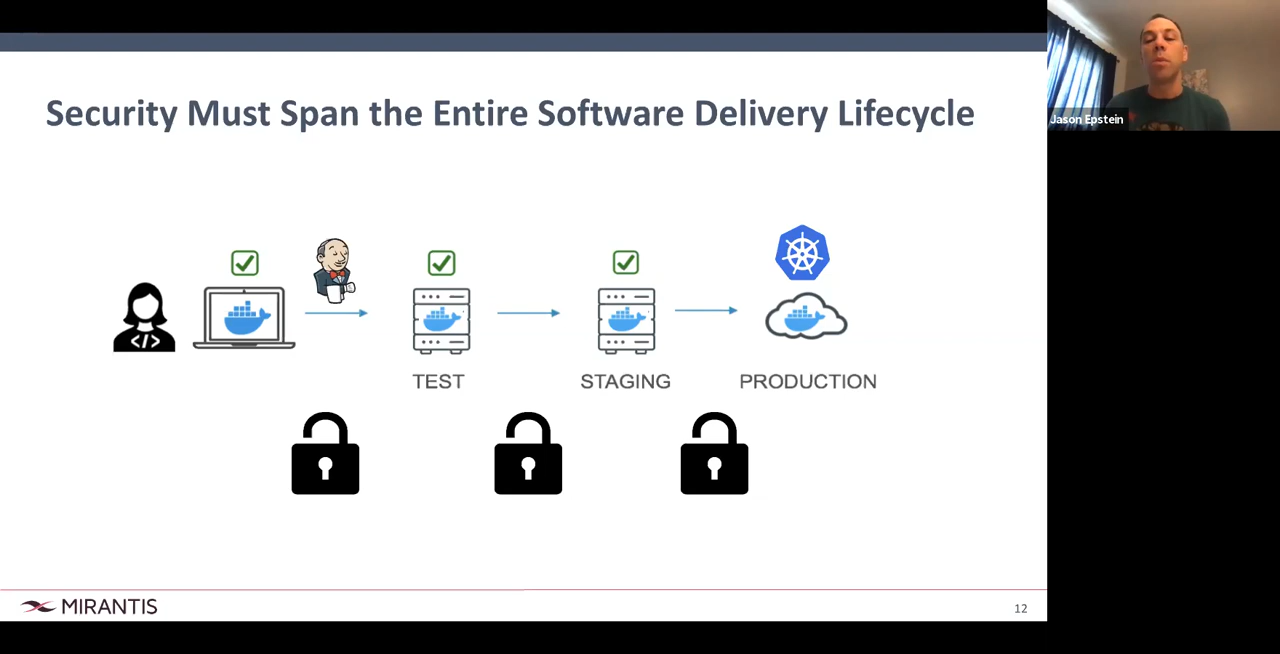 Security Must Span the Entire Software Delivery Lifecycle
Jason Epstein
</>
TEST
STAGING
PRODUCTION
MIRANTIS
12